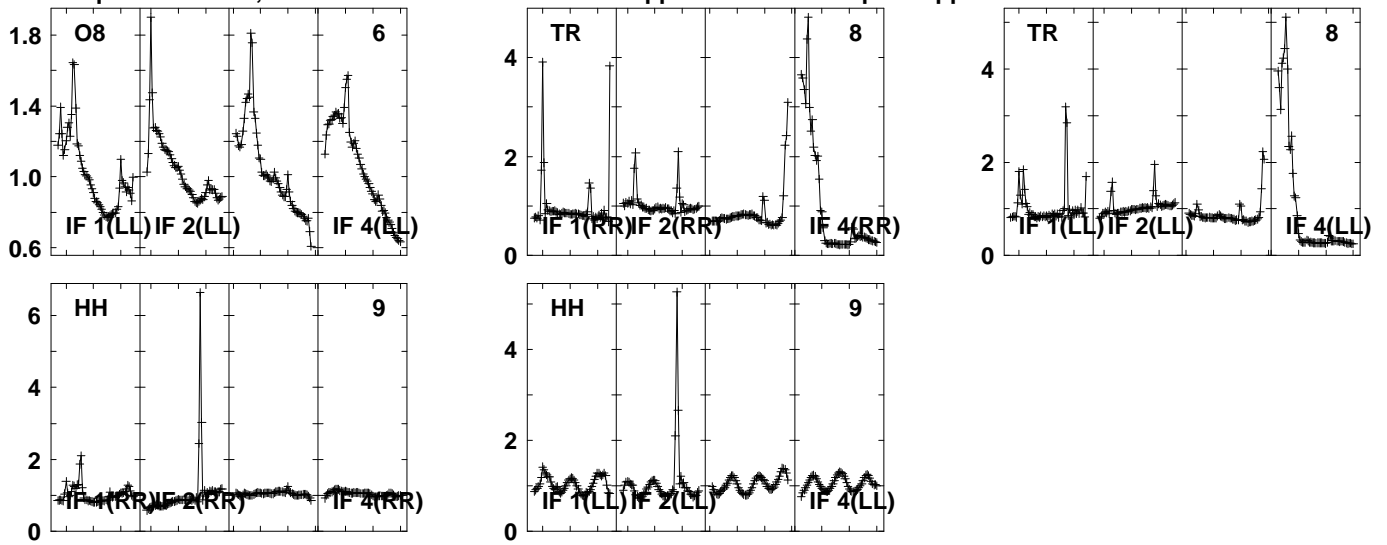 1.8
1.4
1.0
0.6
O8
6
IF 1(LL)
IF 2(LL)
IF 4(LL)
4
2
0
TR
8
IF 1(RR)
IF 2(RR)
IF 4(RR)
4
2
0
TR
8
IF 1(LL)
IF 2(LL)
IF 4(LL)
6
4
2
0
HH
9
IF 1(RR)
IF 2(RR)
IF 4(RR)
4
2
0
HH
9
IF 1(LL)
IF 2(LL)
IF 4(LL)